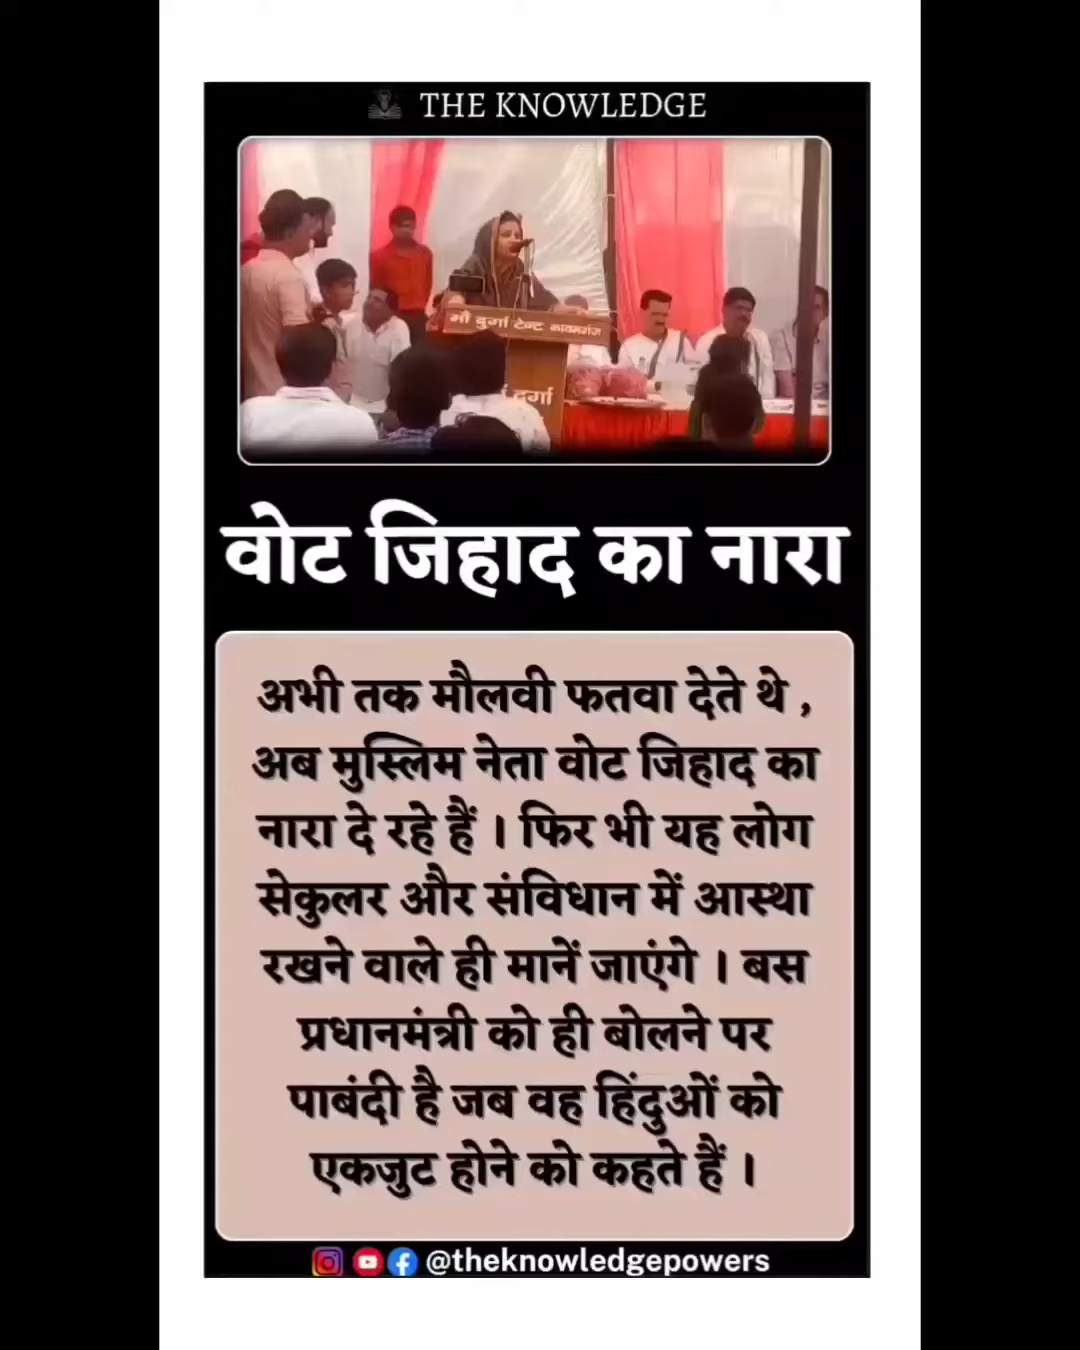 THE KNOWLEDGE
माँ दुर्गा टेन्ट कायमगंज
दुर्गा
वोट जिहाद का नारा
अभी तक मौलवी फतवा देते थे ,
अब मुस्लिम नेता वोट जिहाद का
नारा दे रहे हैं । फिर भी यह लोग
सेकुलर और संविधान में आस्था
रखने वाले ही मानें जाएंगे । बस
प्रधानमंत्री को ही बोलने पर
पाबंदी है जब वह हिंदुओं को
एकजुट होने को कहते हैं ।
@theknowledgepowers